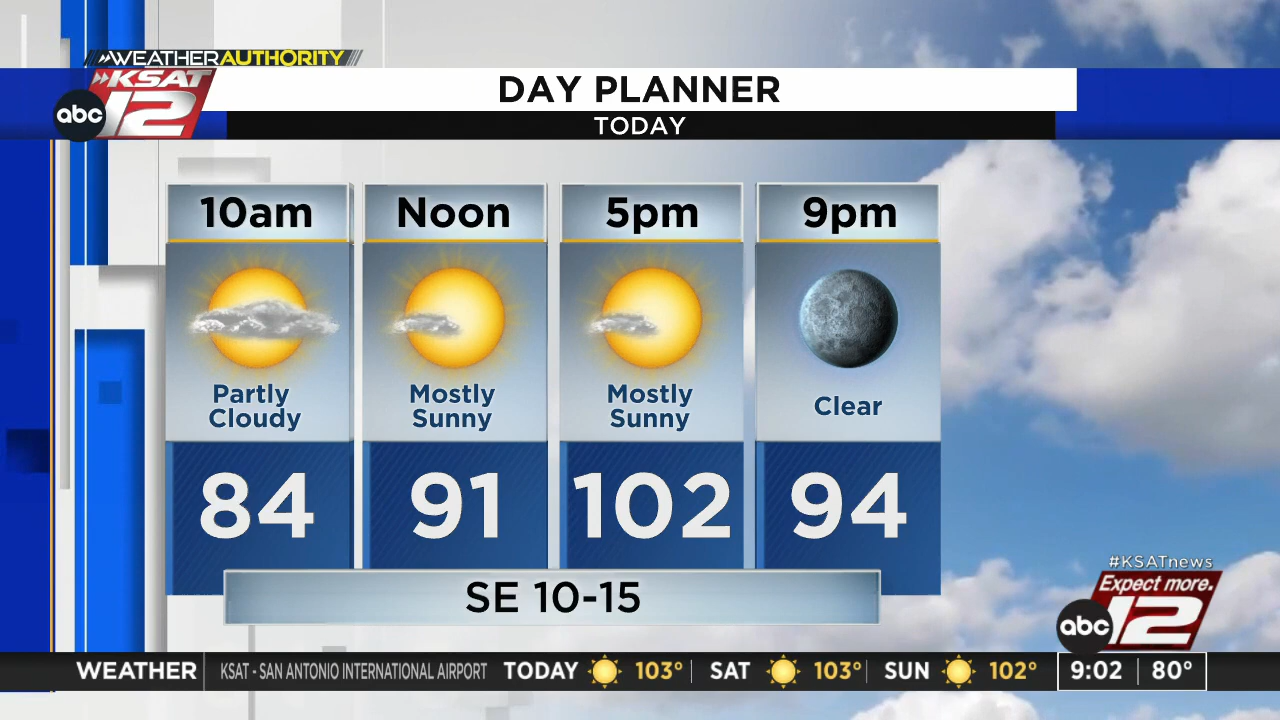 WEATHERAUTHORITY
KSAT
abc 12
DAY PLANNER
TODAY
10am Noon 5pm 9pm
Partly Cloudy
Mostly Sunny
Mostly Sunny
Clear
84 91 102 94
SE 10-15
#KSATnews
Expect more.
abc 12
WEATHER KSAT - SAN ANTONIO INTERNATIONAL AIRPORT TODAY 103° SAT 103° SUN 102° 9:02 80°